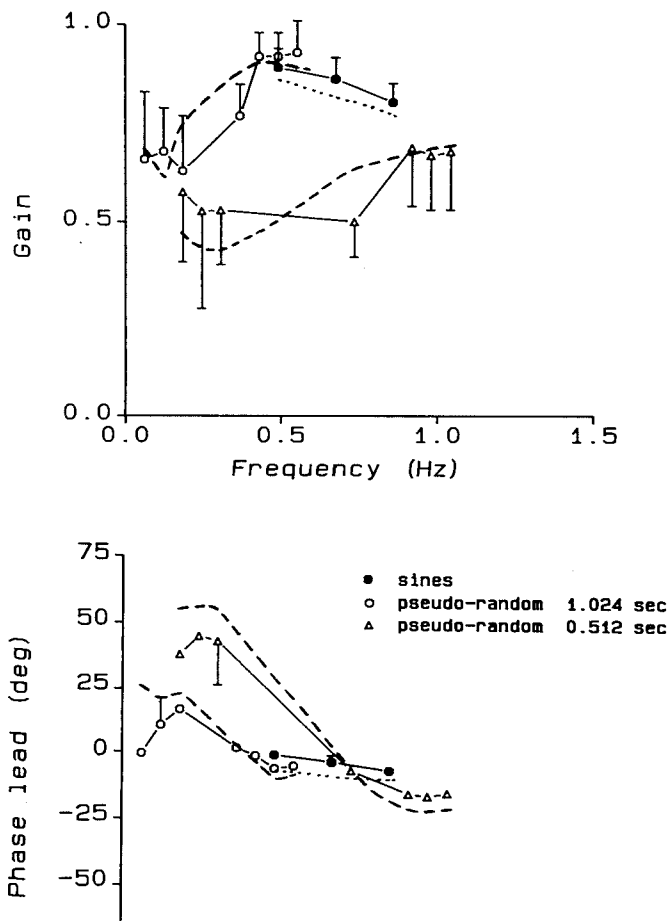 1.0
0.5
0.0
Gain
0.0 0.5 1.0 1.5
Frequency (Hz)
75
50
25
0
-25
-50
Phase lead (deg)
sines
pseudo-random 1.024 sec
pseudo-random 0.512 sec